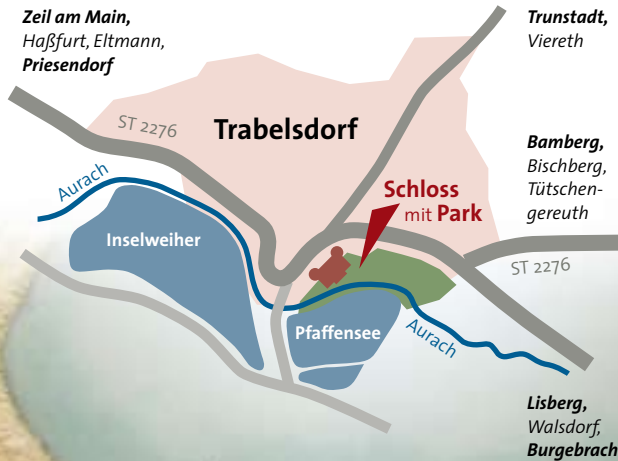 Zeil am Main,
Haßfurt, Eltmann,
Priesendorf
Trunstadt,
Viereth
ST 2276
Trabelsdorf
Bamberg,
Bischberg,
Tütschen-
gereuth
Aurach
Schloss
mit Park
Inselweiher
ST 2276
Pfaffensee
Aurach
Lisberg,
Walsdorf,
Burgebrach